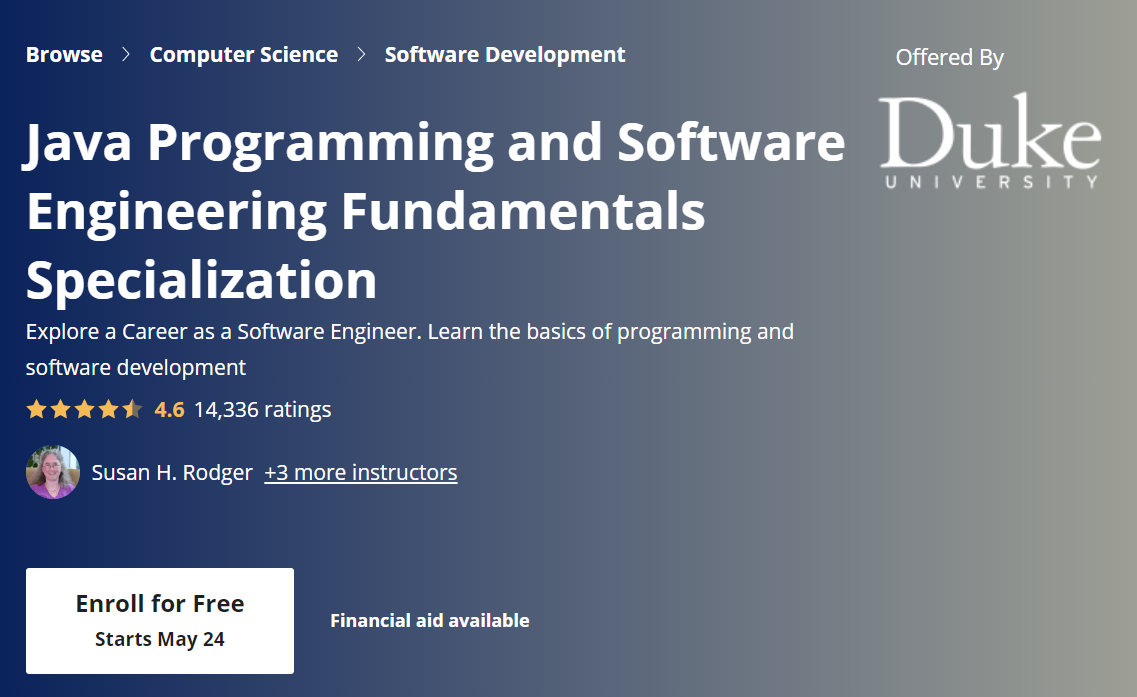 Browse > Computer Science > Software Development
Offered By
Duke
UNIVERSITY
Java Programming and Software
Engineering Fundamentals
Specialization
Explore a Career as a Software Engineer. Learn the basics of programming and
software development
4.6 14,336 ratings
Susan H. Rodger +3 more instructors
Enroll for Free
Starts May 24
Financial aid available